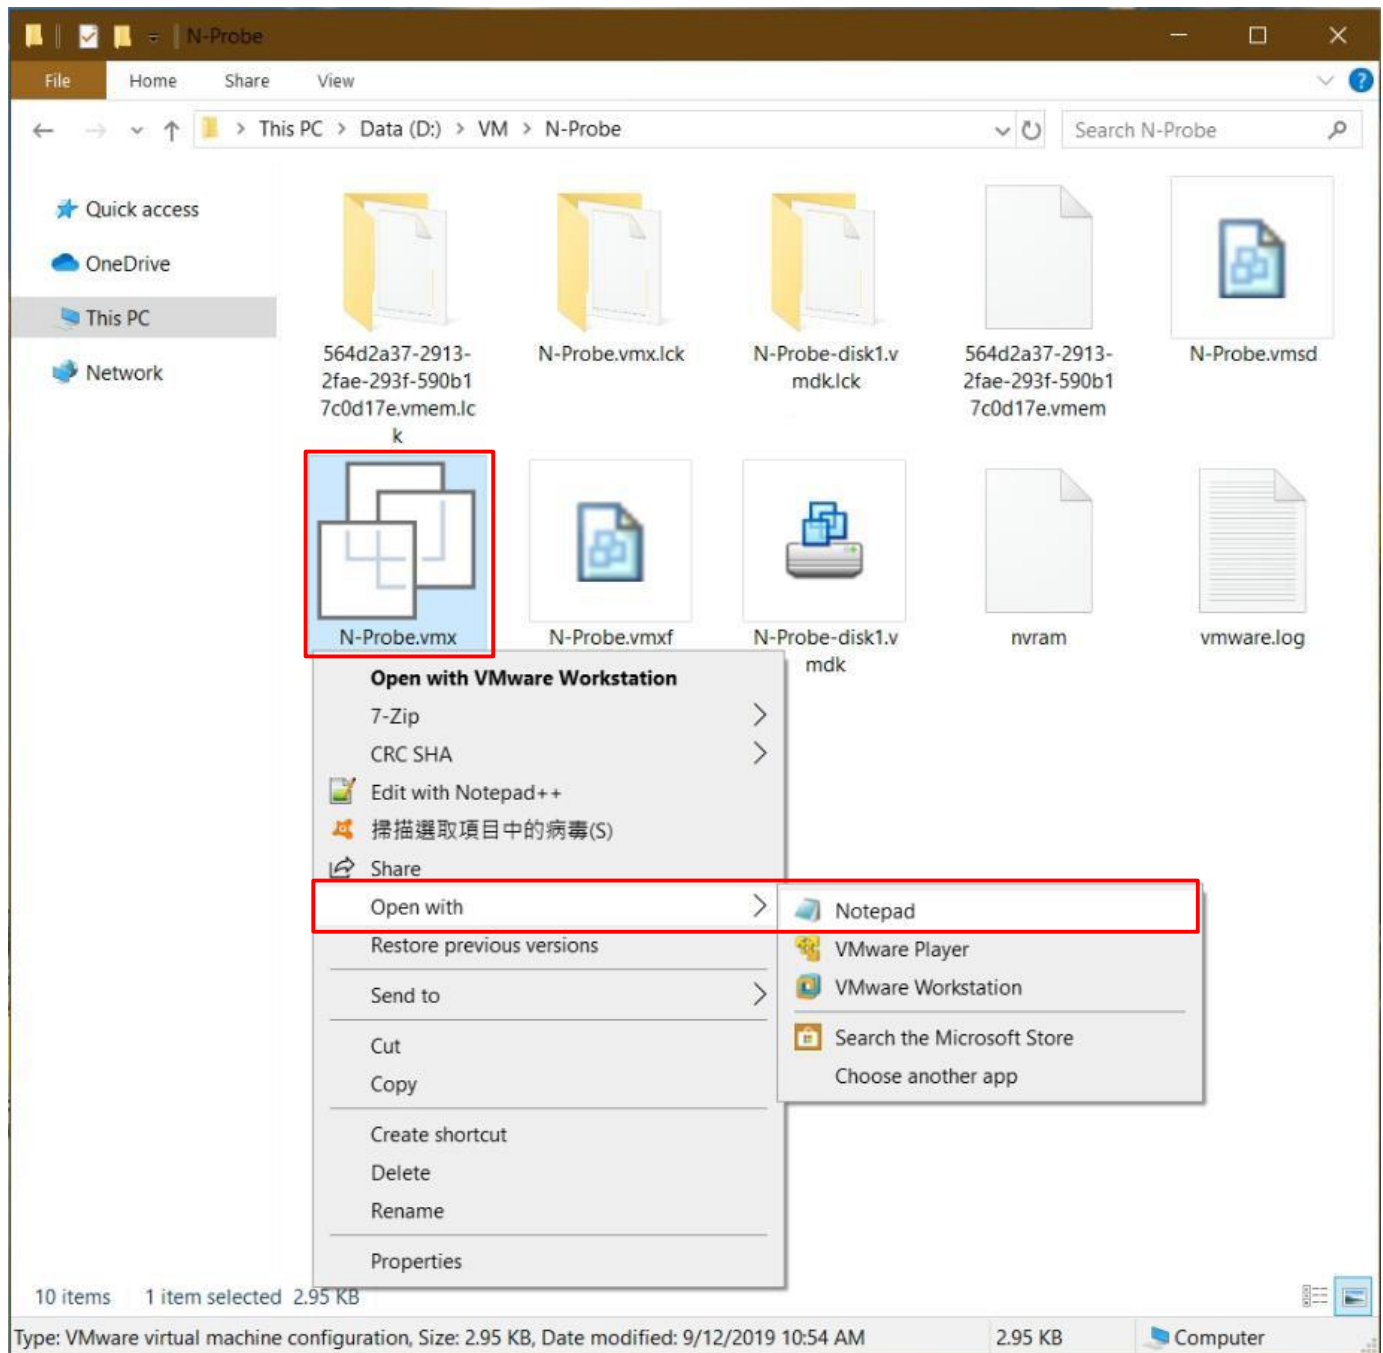 N-Probe
File Home Share View
This PC > Data (D:) > VM > N-Probe
Search N-Probe
Quick access
OneDrive
This PC
Network
564d2a37-2913-
2fae-293f-590b1
7c0d17e.vmem.lc
k
N-Probe.vmx.lck
N-Probe-disk1.v
mdk.lck
564d2a37-2913-
2fae-293f-590b1
7c0d17e.vmem
N-Probe.vmsd
N-Probe.vmx
N-Probe.vmxf
N-Probe-disk1.v
mdk
nvram
vmware.log
Open with VMware Workstation
7-Zip
CRC SHA
Edit with Notepad++
掃描選取項目中的病毒(S)
Share
Open with
Restore previous versions
Send to
Cut
Copy
Create shortcut
Delete
Rename
Properties
Notepad
VMware Player
VMware Workstation
Search the Microsoft Store
Choose another app
10 items 1 item selected 2.95 KB
Type: VMware virtual machine configuration, Size: 2.95 KB, Date modified: 9/12/2019 10:54 AM 2.95 KB Computer